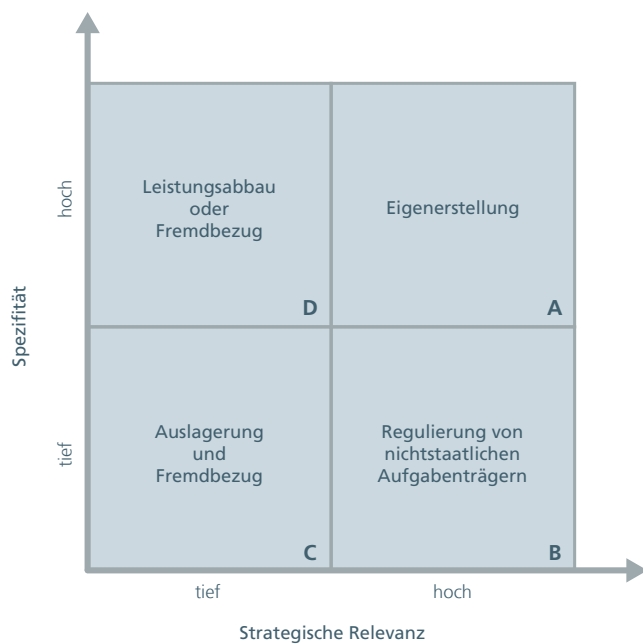 Spezifität
hoch
tief
Leistungsabbau
oder
Fremdbezug
D
Eigenerstellung
A
Auslagerung
und
Fremdbezug
C
Regulierung von
nichtstaatlichen
Aufgabenträgern
B
tief
hoch
Strategische Relevanz